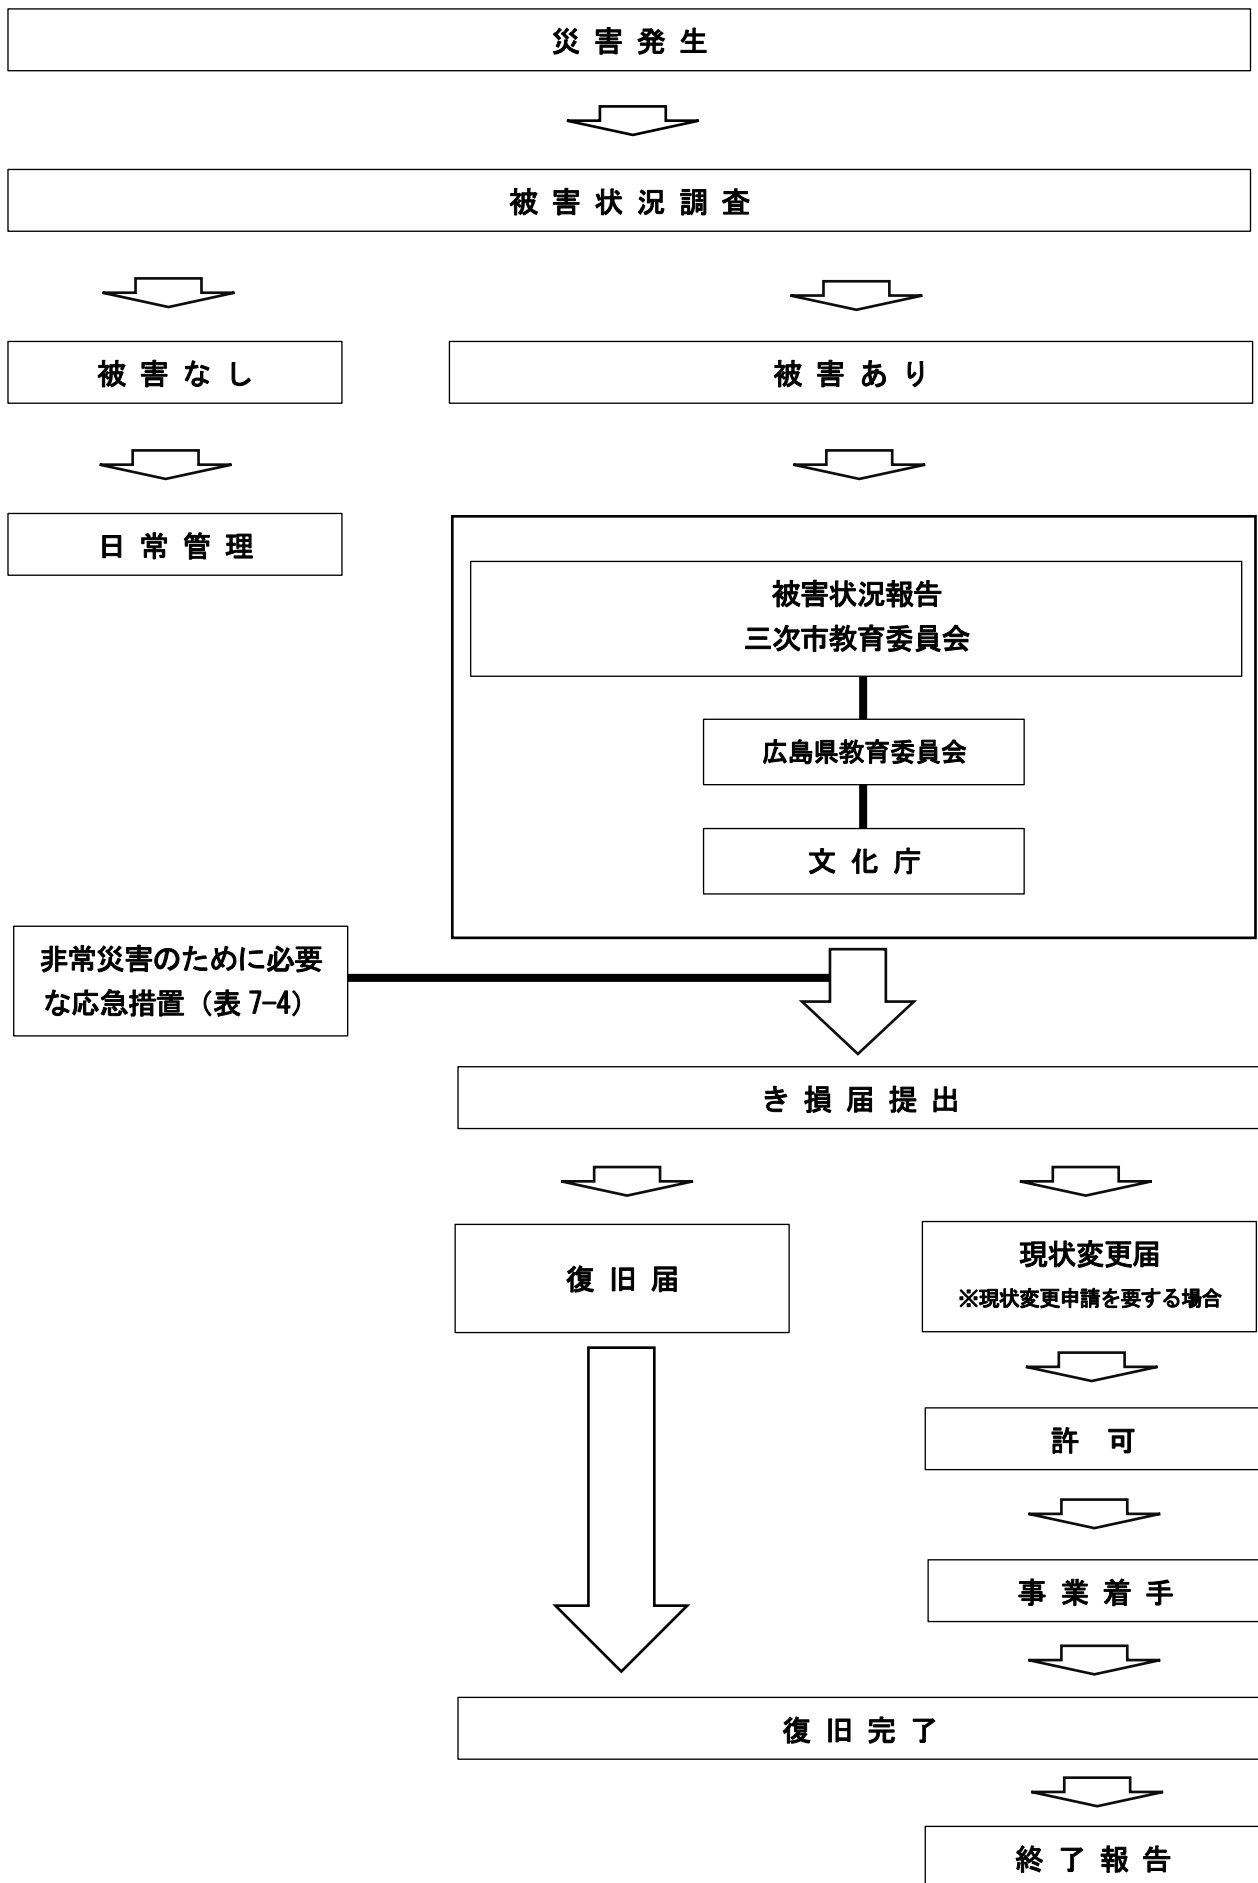 災害発生
被害状況調査
被害なし
被害あり
日常管理
被害状況報告
三次市教育委員会
広島県教育委員会
文化庁
非常災害のために必要
な応急措置（表 7-4）
き損届提出
復旧届
現状変更届
※現状変更申請を要する場合
許　可
事業着手
復旧完了
終了報告